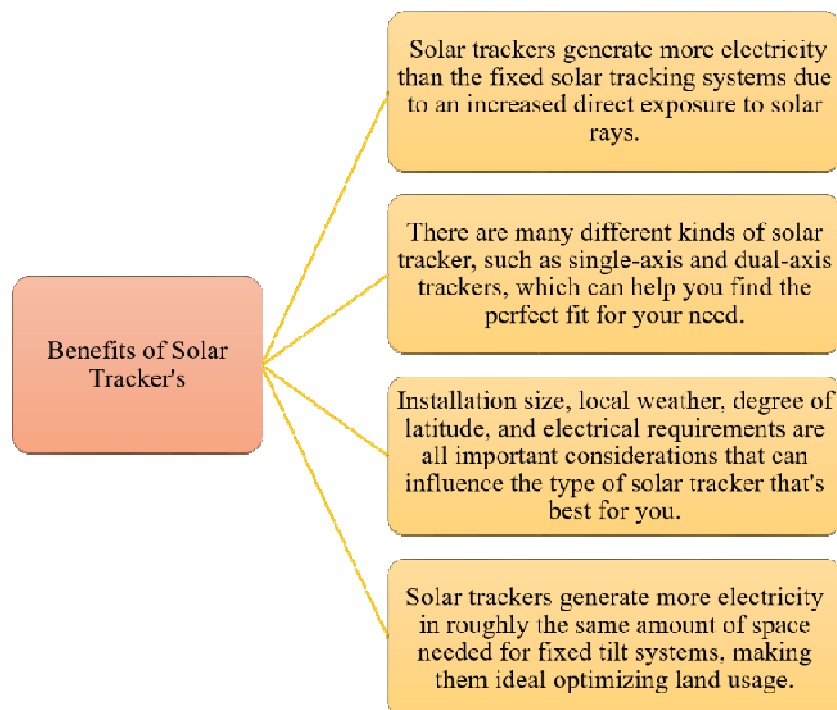 Solar trackers generate more electricity
than the fixed solar tracking systems due
to an increased direct exposure to solar
rays.
There are many different kinds of solar
tracker, such as single-axis and dual-axis
trackers, which can help you find the
perfect fit for your need.
Benefits of Solar
Tracker's
Installation size, local weather, degree of
latitude, and electrical requirements are
all important considerations that can
influence the type of solar tracker that's
best for you.
Solar trackers generate more electricity
in roughly the same amount of space
needed for fixed tilt systems, making
them ideal optimizing land usage.